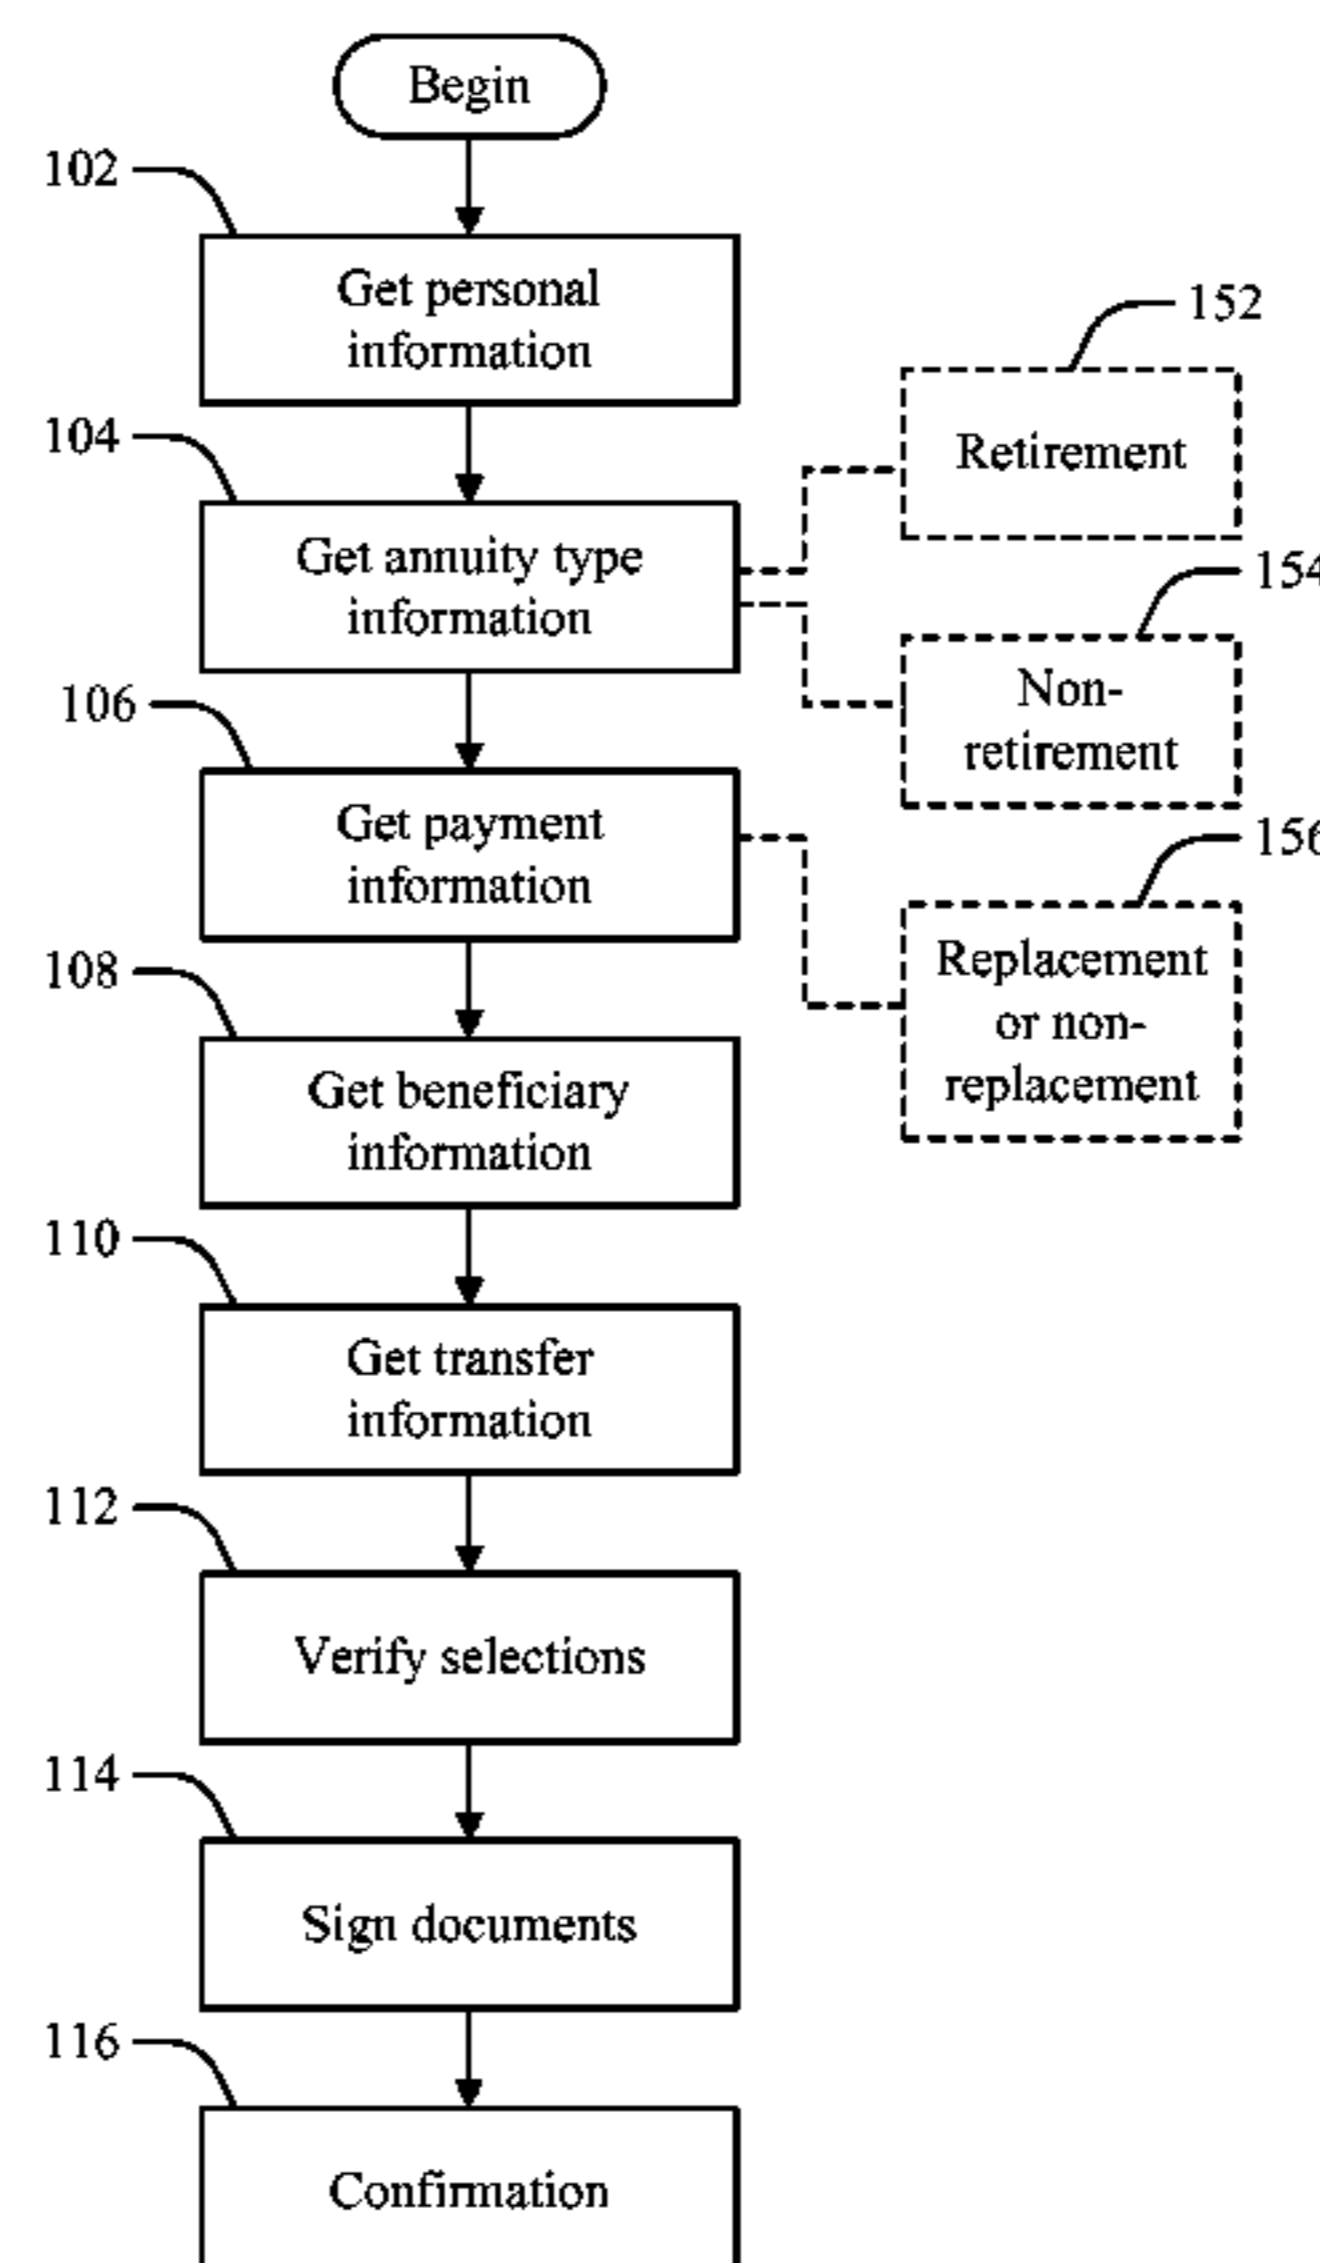 Begin
102
Get personal
information
152
Retirement
104
Get annuity type
information
154
Non-
retirement
106
Get payment
information
156
Replacement
or non-
replacement
108
Get beneficiary
information
110
Get transfer
information
112
Verify selections
114
Sign documents
116
Confirmation